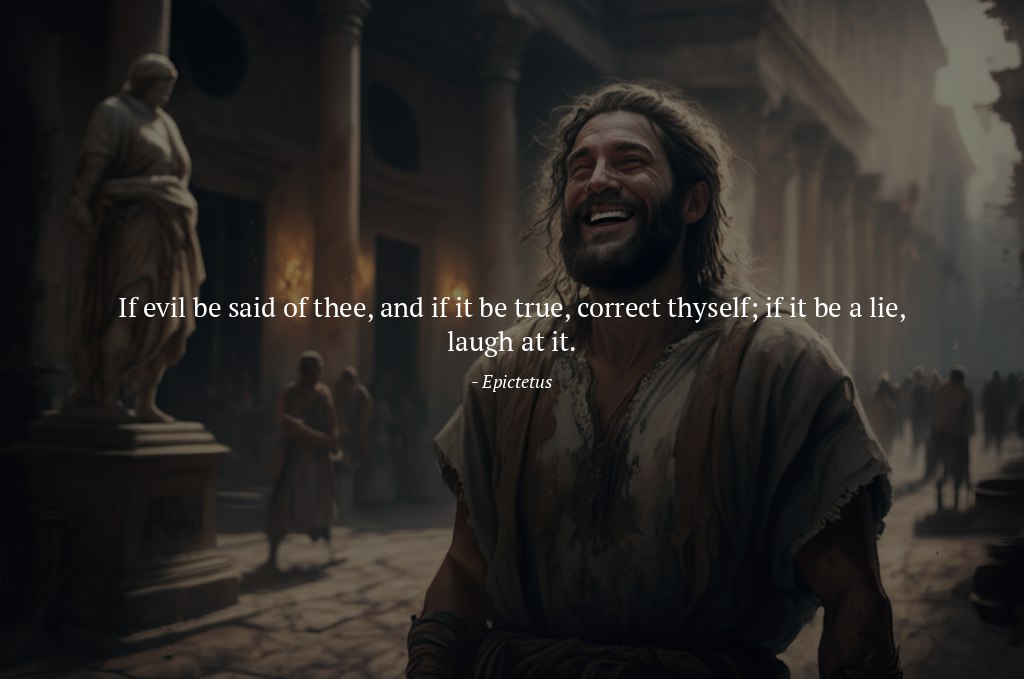 If evil be said of thee, and if it be true, correct thyself; if it be a lie,
laugh at it.
- Epictetus